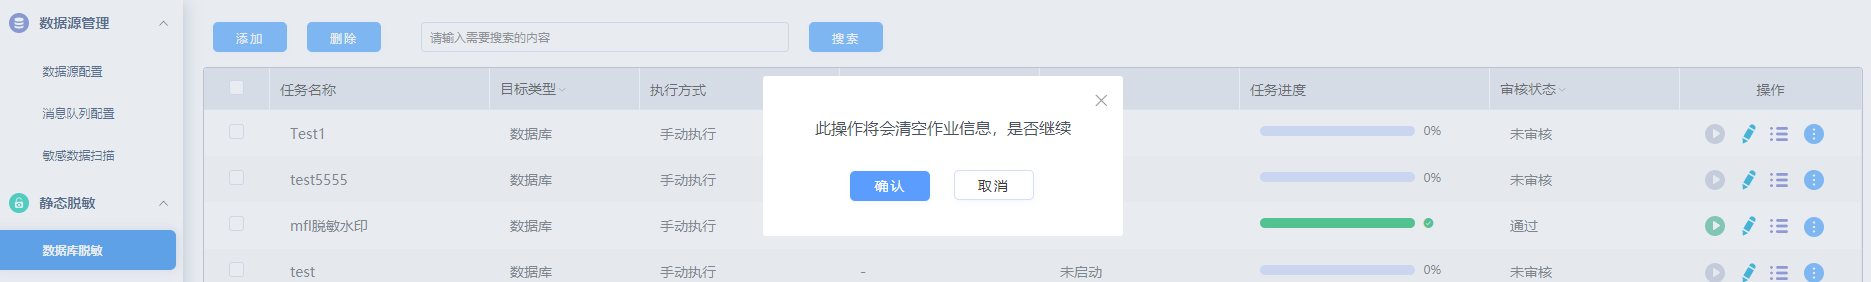 数据源管理
数据源配置
消息队列配置
敏感数据扫描
静态脱敏
数据库脱敏
添加 删除 请输入需要搜索的内容 搜索
任务名称 目标类型 执行方式 任务进度 审核状态 操作
Test1 数据库 手动执行 0% 未审核
test5555 数据库 手动执行 0% 未审核
mfl脱敏水印 数据库 手动执行 通过
test 数据库 手动执行 - 未启动 0% 未审核
此操作将会清空作业信息，是否继续
确认 取消